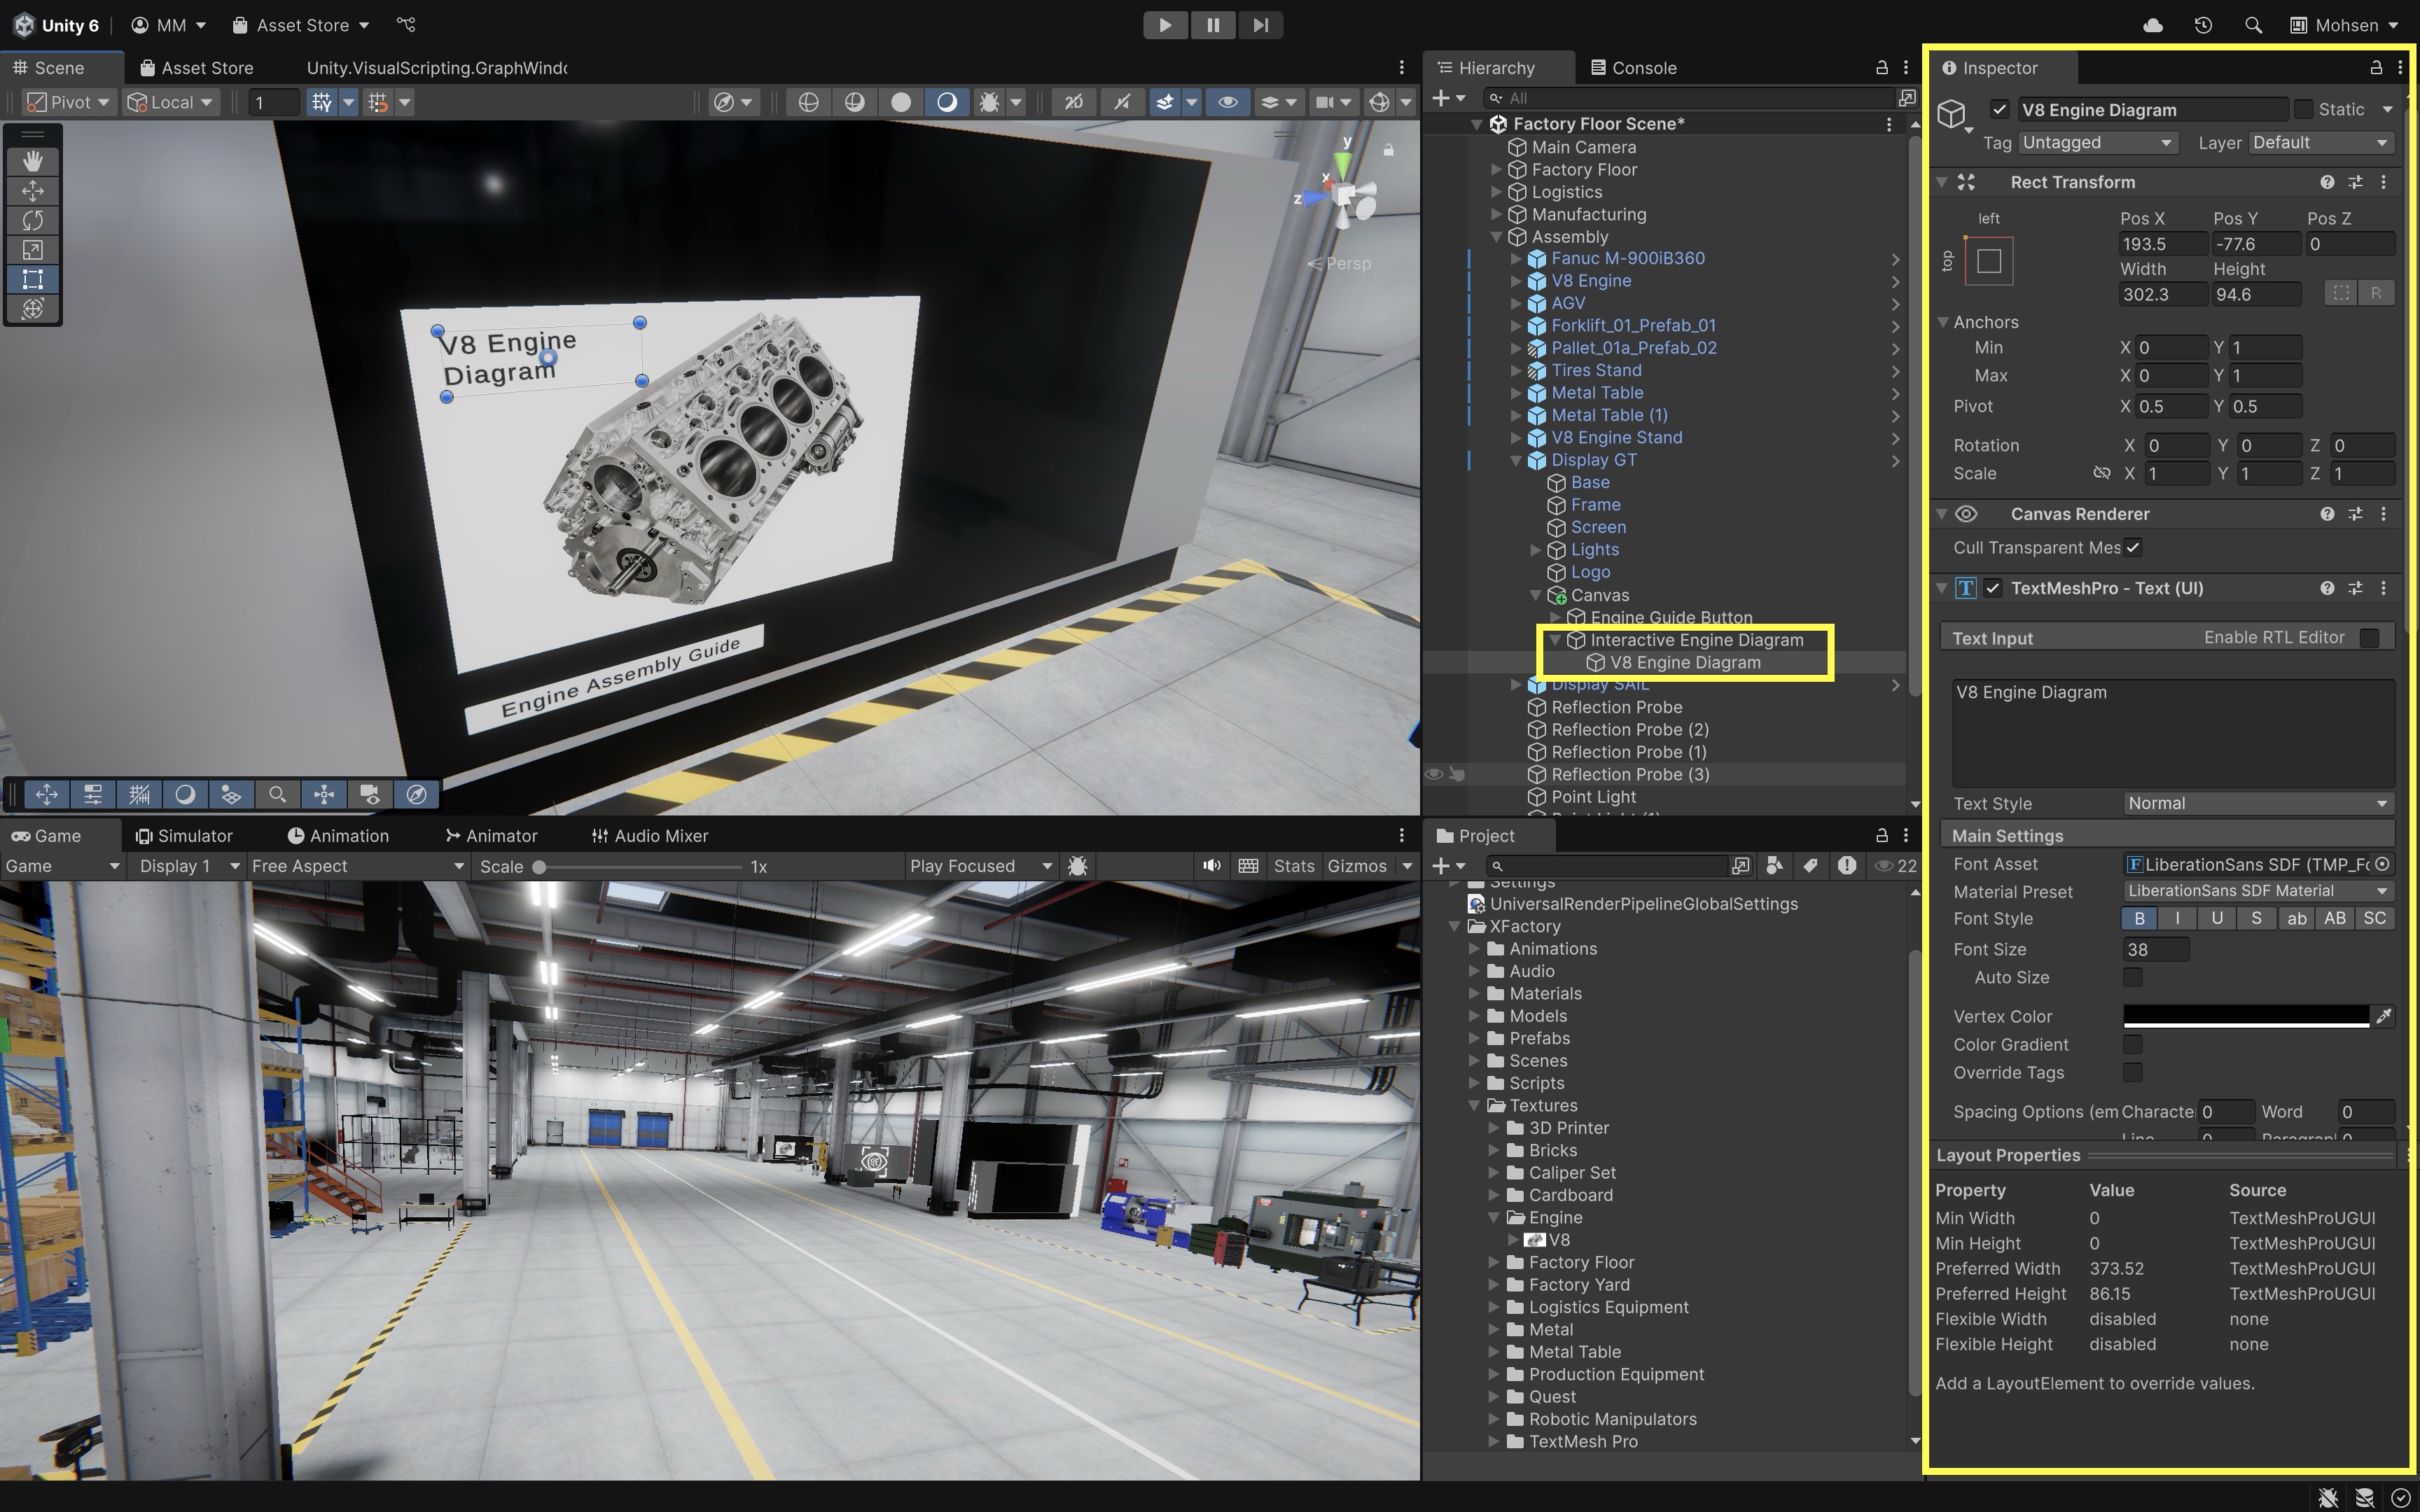 Unity 6
MM
Asset Store
Mohsen
Scene
Asset Store
Unity.VisualScripting.GraphWindo
Pivot
Local
1
2D
y
x
z
Persp
V8 Engine
Diagram
Engine Assembly Guide
Game
Simulator
Animation
Animator
Audio Mixer
Game
Display 1
Free Aspect
Scale
1x
Play Focused
Stats
Gizmos
Hierarchy
Console
All
Factory Floor Scene*
Main Camera
Factory Floor
Logistics
Manufacturing
Assembly
Fanuc M-900iB360
V8 Engine
AGV
Forklift_01_Prefab_01
Pallet_01a_Prefab_02
Tires Stand
Metal Table
Metal Table (1)
V8 Engine Stand
Display GT
Base
Frame
Screen
Lights
Logo
Canvas
Engine Guide Button
Interactive Engine Diagram
V8 Engine Diagram
Display SAIL
Reflection Probe
Reflection Probe (2)
Reflection Probe (1)
Reflection Probe (3)
Point Light
Project
22
Settings
UniversalRenderPipelineGlobalSettings
XFactory
Animations
Audio
Materials
Models
Prefabs
Scenes
Scripts
Textures
3D Printer
Bricks
Caliper Set
Cardboard
Engine
V8
Factory Floor
Factory Yard
Logistics Equipment
Metal
Metal Table
Production Equipment
Quest
Robotic Manipulators
TextMesh Pro
Inspector
V8 Engine Diagram
Static
Tag Untagged Layer Default
Rect Transform
left
top
Pos X Pos Y Pos Z
193.5 -77.6 0
Width Height
302.3 94.6 R
Anchors
Min X 0 Y 1
Max X 0 Y 1
Pivot X 0.5 Y 0.5
Rotation X 0 Y 0 Z 0
Scale X 1 Y 1 Z 1
Canvas Renderer
Cull Transparent Mes
T TextMeshPro - Text (UI)
Text Input Enable RTL Editor
V8 Engine Diagram
Text Style Normal
Main Settings
Font Asset F LiberationSans SDF (TMP_Fo
Material Preset LiberationSans SDF Material
Font Style B I U S ab AB SC
Font Size 38
Auto Size
Vertex Color
Color Gradient
Override Tags
Spacing Options (em Characte 0 Word 0
Layout Properties
Property Value Source
Min Width 0 TextMeshProUGUI
Min Height 0 TextMeshProUGUI
Preferred Width 373.52 TextMeshProUGUI
Preferred Height 86.15 TextMeshProUGUI
Flexible Width disabled none
Flexible Height disabled none
Add a LayoutElement to override values.